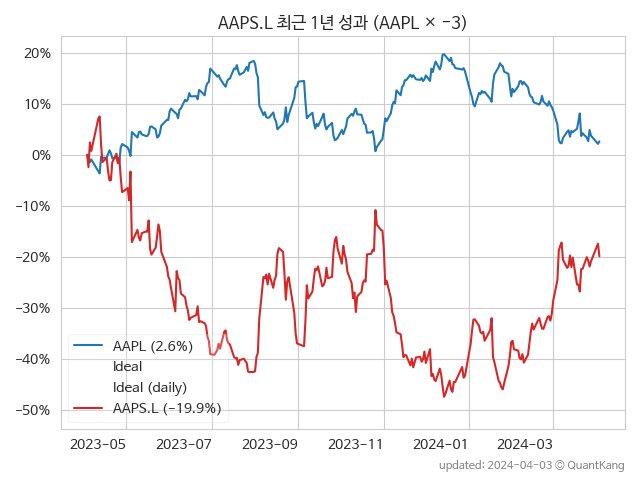 AAPS.L 최근 1년 성과 (AAPL × −3)
20%
10%
0%
−10%
−20%
−30%
−40%
−50%
AAPL (2.6%)
Ideal
Ideal (daily)
AAPS.L (−19.9%)
2023−05 2023−07 2023−09 2023−11 2024−01 2024−03
updated: 2024−04−03 © QuantKang